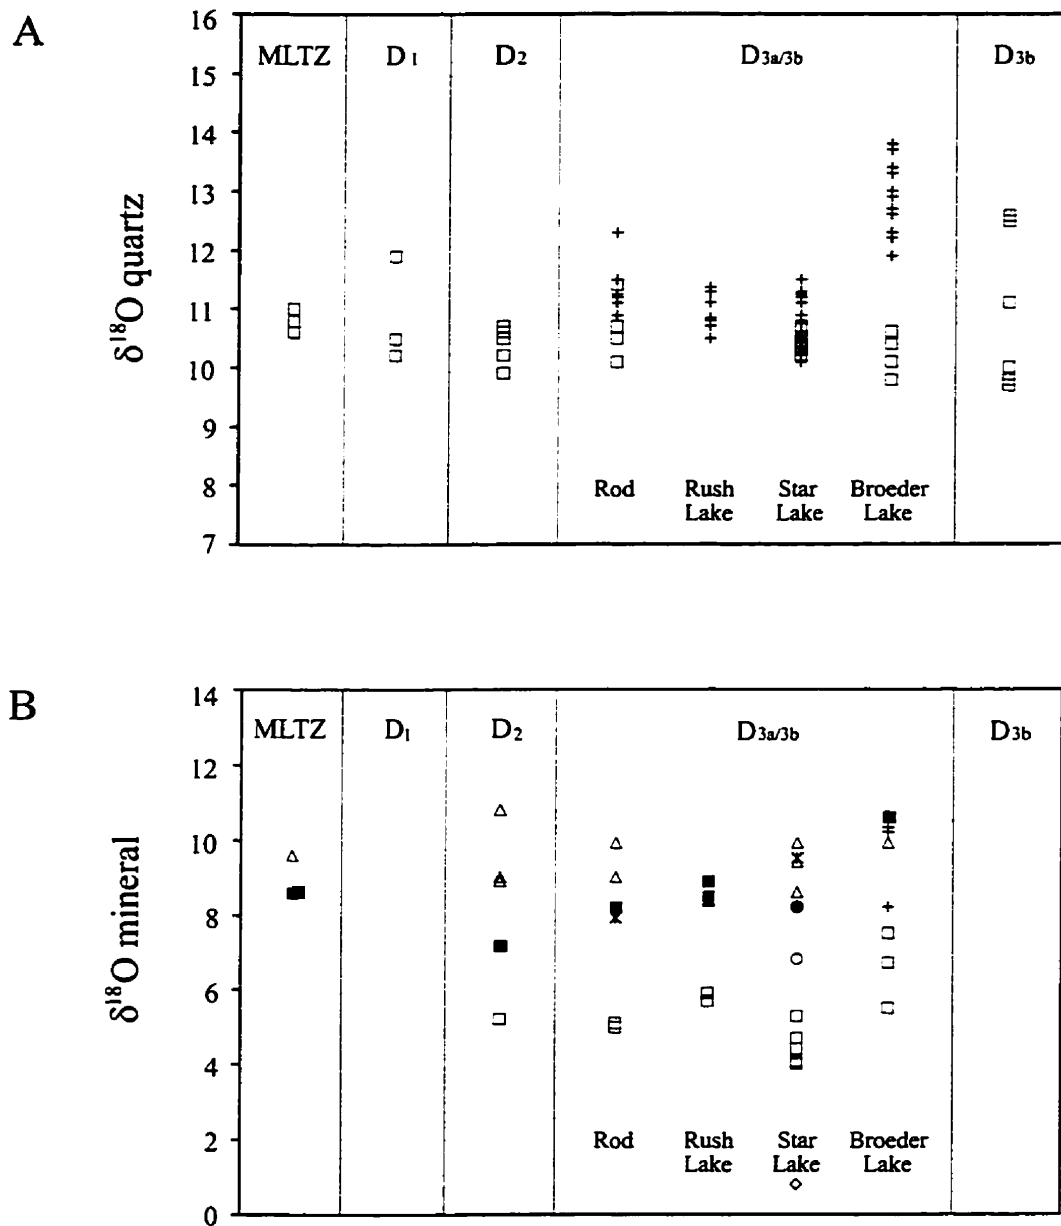 A
16
15
14
13
12
11
10
9
8
7
δ¹⁸O quartz
MLTZ D₁ D₂ D₃ₐ/₃b D₃b
Rod Rush Star Broeder
Lake Lake Lake
B
14
12
10
8
6
4
2
0
δ¹⁸O mineral
MLTZ D₁ D₂ D₃ₐ/₃b D₃b
Rod Rush Star Broeder
Lake Lake Lake